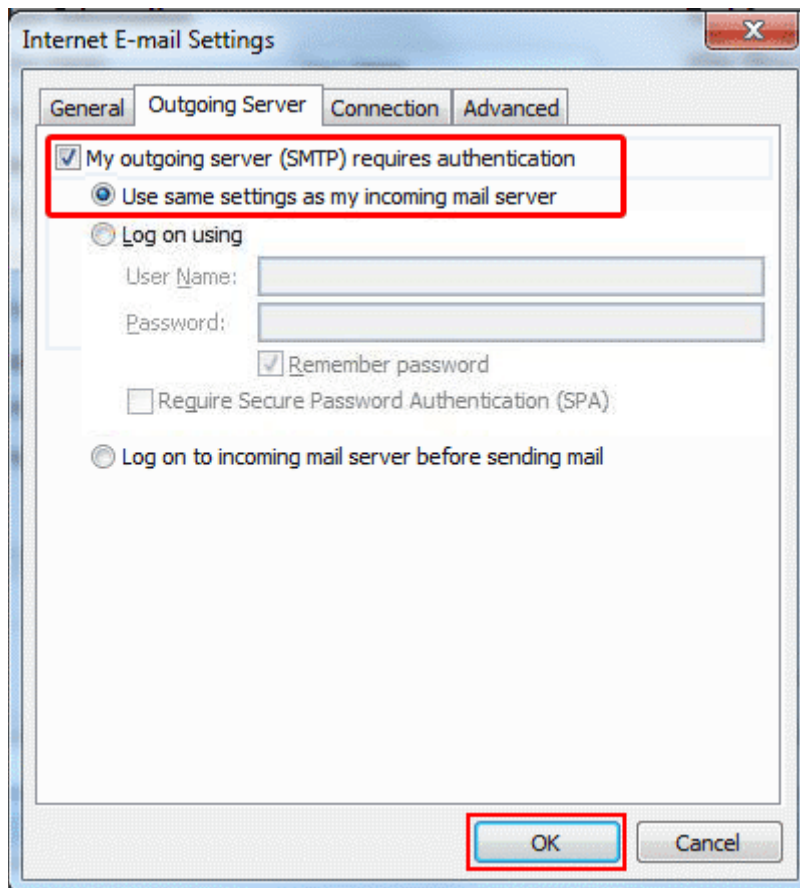 Internet E-mail Settings
X
General Outgoing Server Connection Advanced
My outgoing server (SMTP) requires authentication
Use same settings as my incoming mail server
Log on using
User Name:
Password:
Remember password
Require Secure Password Authentication (SPA)
Log on to incoming mail server before sending mail
OK Cancel